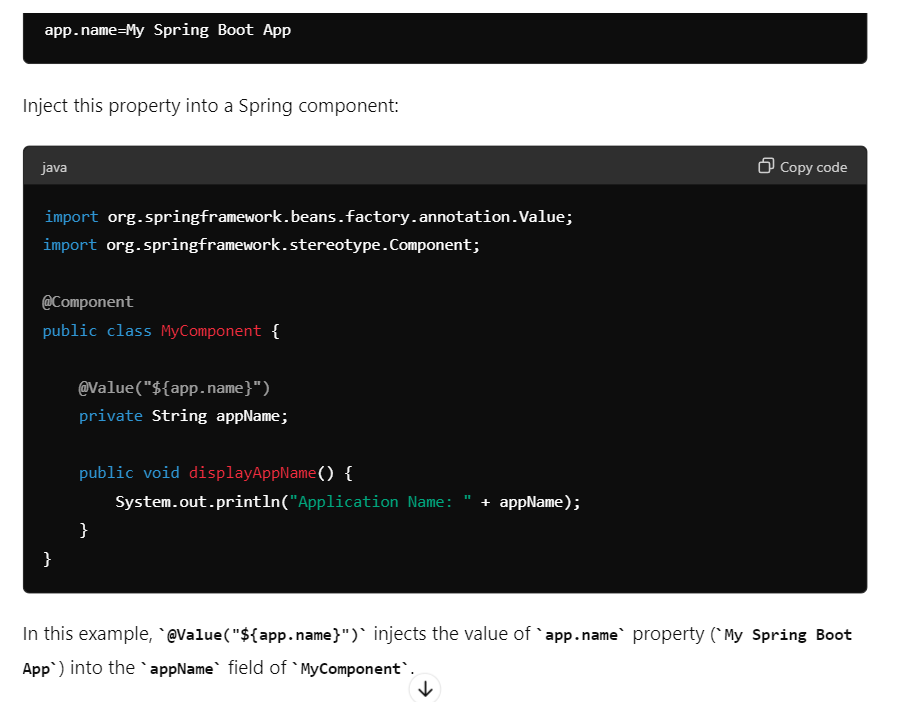 app.name=My Spring Boot App
Inject this property into a Spring component:
java
Copy code
import org.springframework.beans.factory.annotation.Value;
import org.springframework.stereotype.Component;
@Component
public class MyComponent {
@Value("${app.name}")
private String appName;
public void displayAppName() {
System.out.println("Application Name: " + appName);
}
}
In this example, `@Value("${app.name}")` injects the value of `app.name` property (`My Spring Boot
App`) into the `appName` field of `MyComponent`.